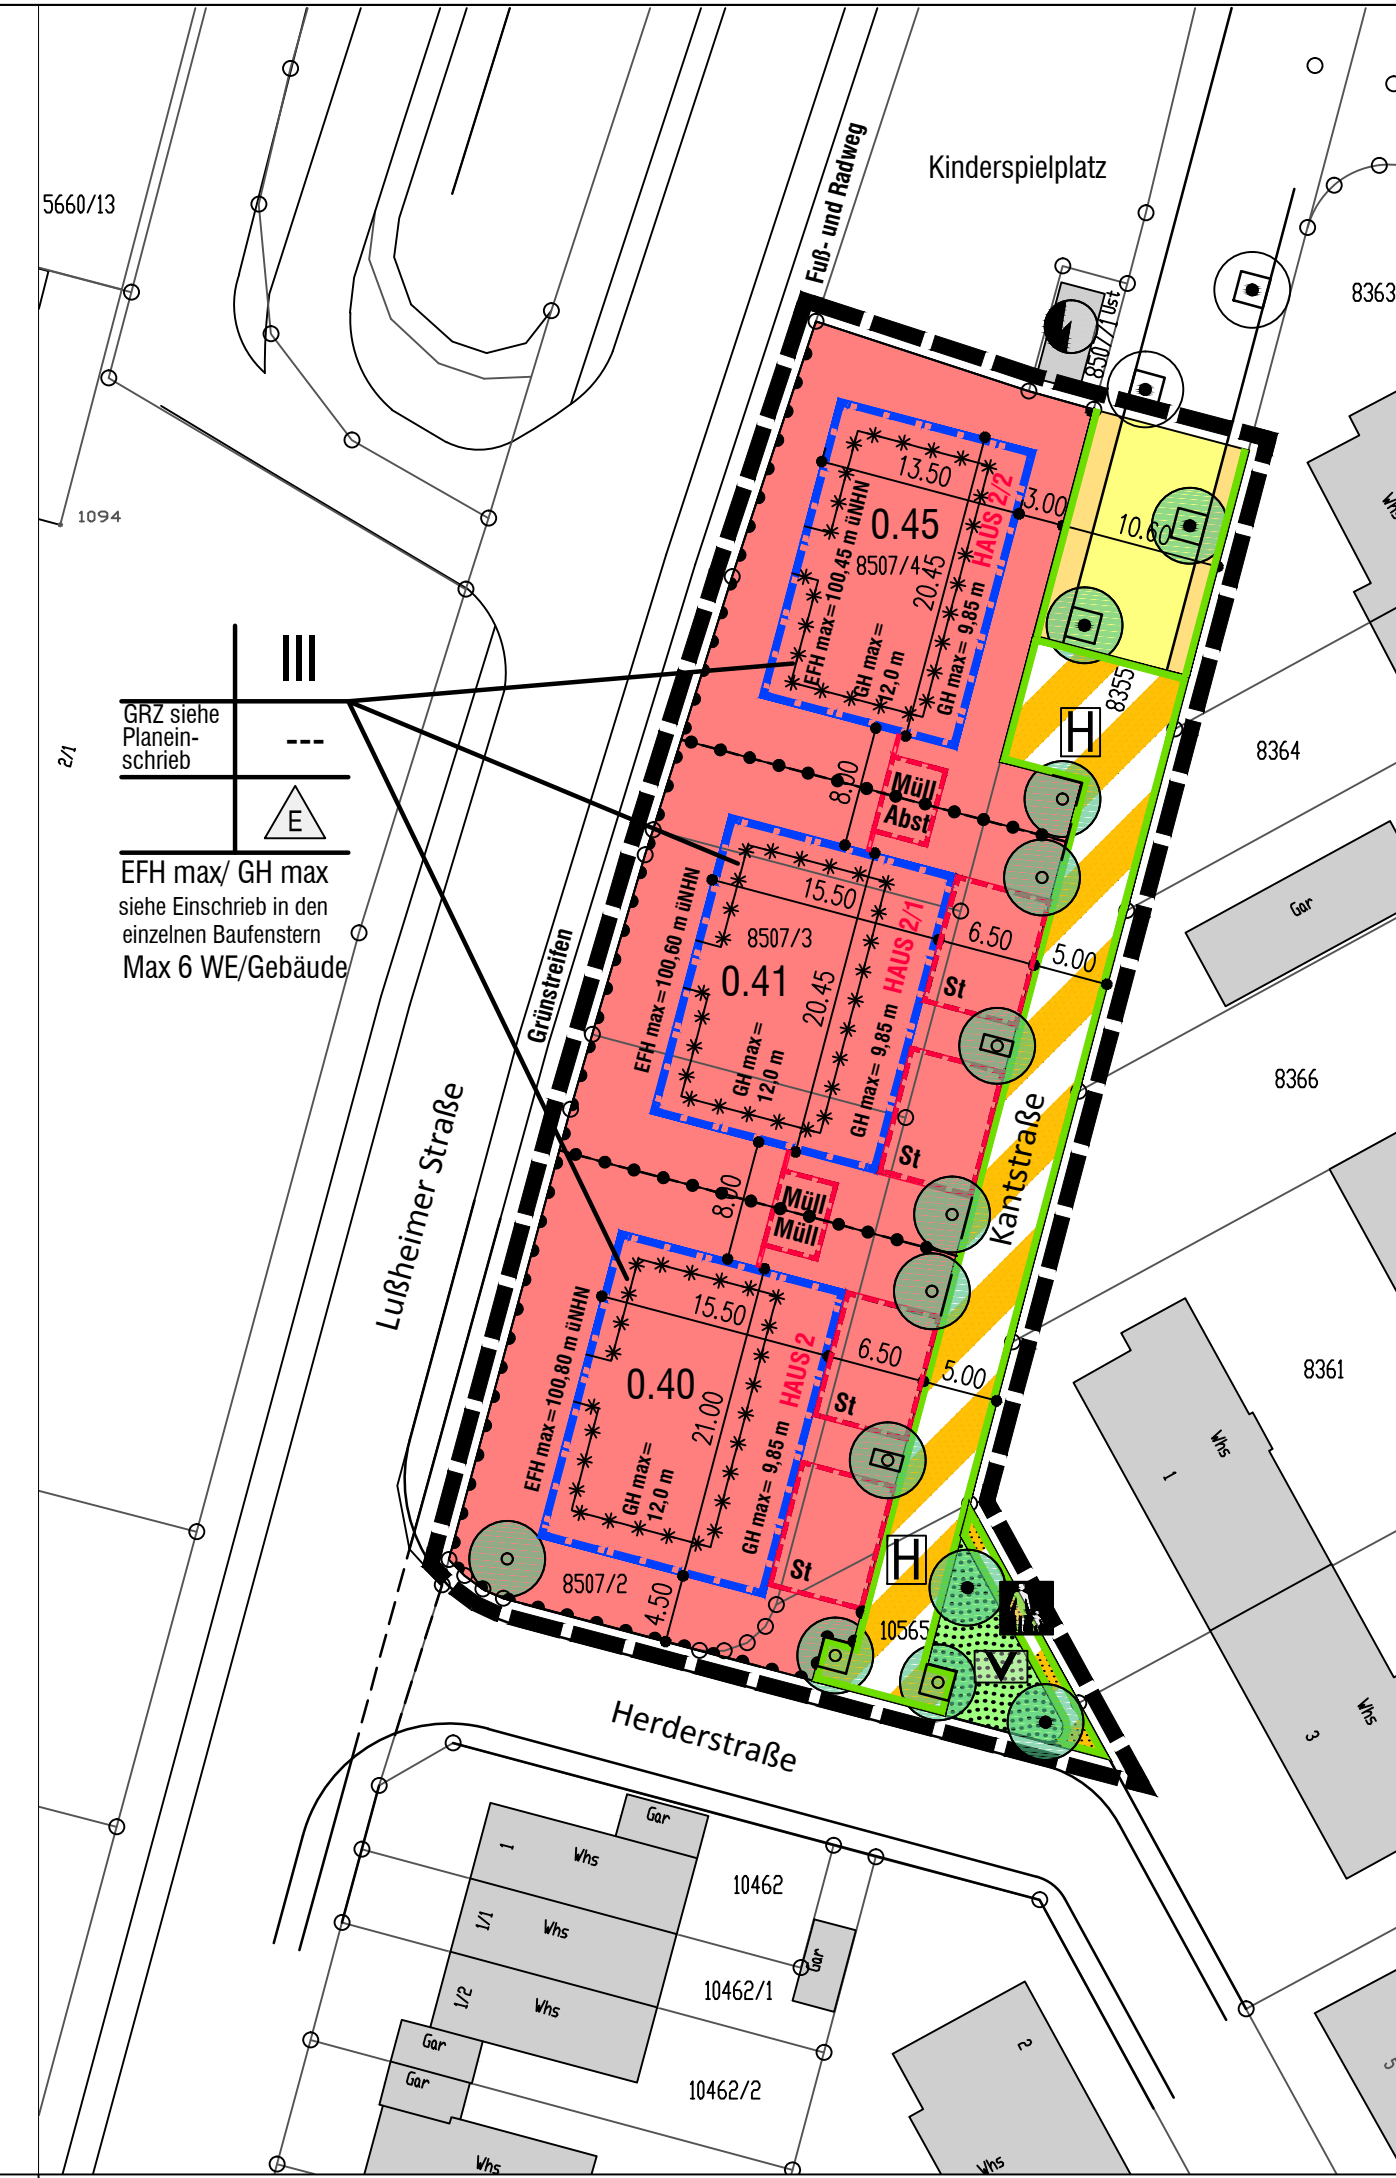 Kinderspielplatz
Fuß- und Radweg
5660/13
8363
8507/1 Ust
1094
2/1
III
GRZ siehe
Planein-
schrieb
---
E
EFH max/ GH max
siehe Einschrieb in den
einzelnen Baufenstern
Max 6 WE/Gebäude
13.50
3.00
10.60
0.45
8507/4
20.45
HAUS 2/2
EFH max=100,45 m üNHN
GH max=
12,0 m
GH max= 9,85 m
8355
H
8364
8.00
Müll
Abst
Gar
15.50
6.50
5.00
8507/3
0.41
20.45
HAUS 2/1
EFH max=100,60 m üNHN
GH max=
12,0 m
GH max= 9,85 m
St
St
Grünstreifen
Lußheimer Straße
Kantstraße
8366
8.00
Müll
Müll
15.50
6.50
5.00
0.40
21.00
HAUS 2
EFH max=100,80 m üNHN
GH max=
12,0 m
GH max= 9,85 m
St
St
8361
Whs
1
H
8507/2
4.50
10565
V
Whs
3
Herderstraße
Gar
1
Whs
10462
1/1
Whs
Gar
10462/1
1/2
Whs
Gar
Gar
10462/2
Whs
2
Whs
5
Whs